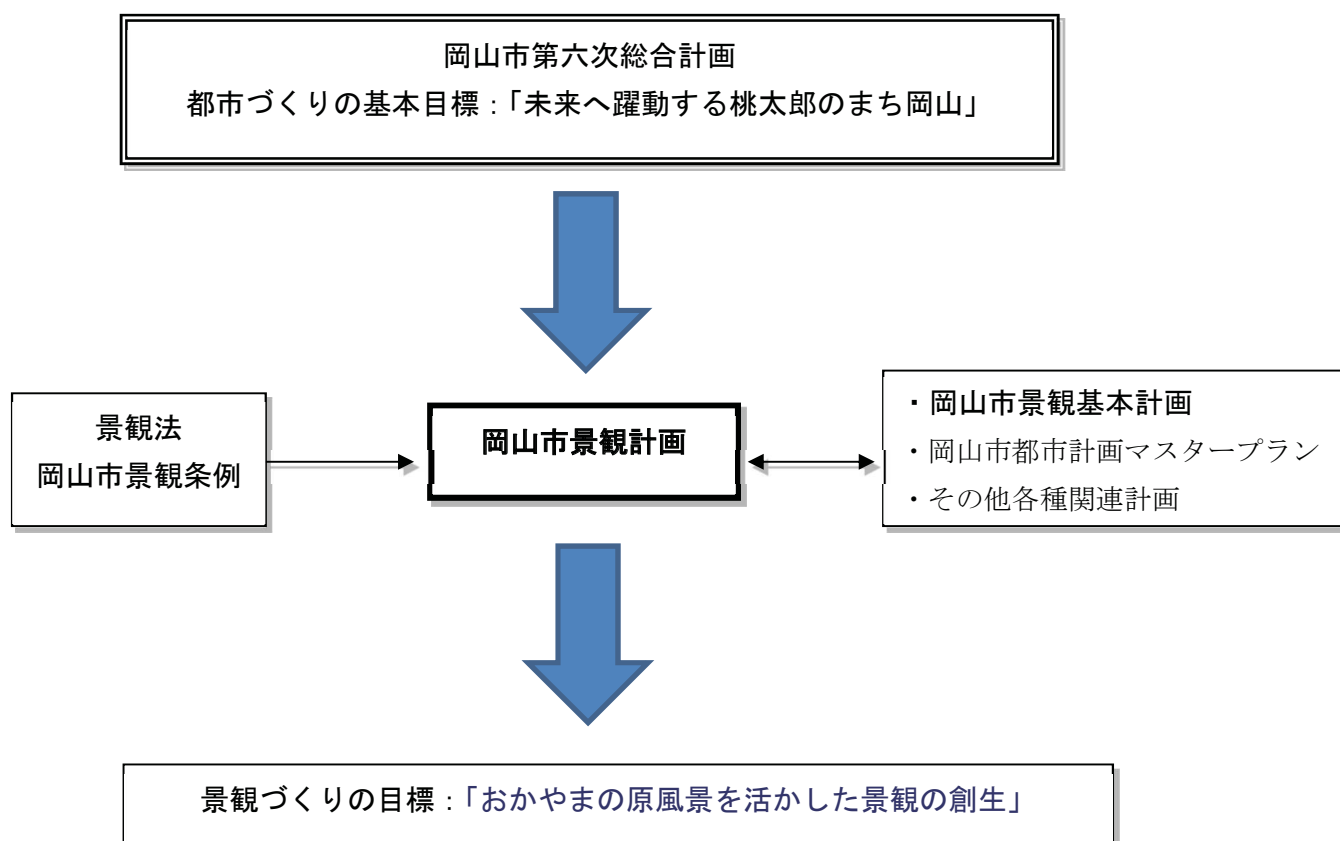 岡山市第六次総合計画
都市づくりの基本目標：「未来へ躍動する桃太郎のまち岡山」
景観法
岡山市景観条例
岡山市景観計画
・岡山市景観基本計画
・岡山市都市計画マスタープラン
・その他各種関連計画
景観づくりの目標：「おかやまの原風景を活かした景観の創生」